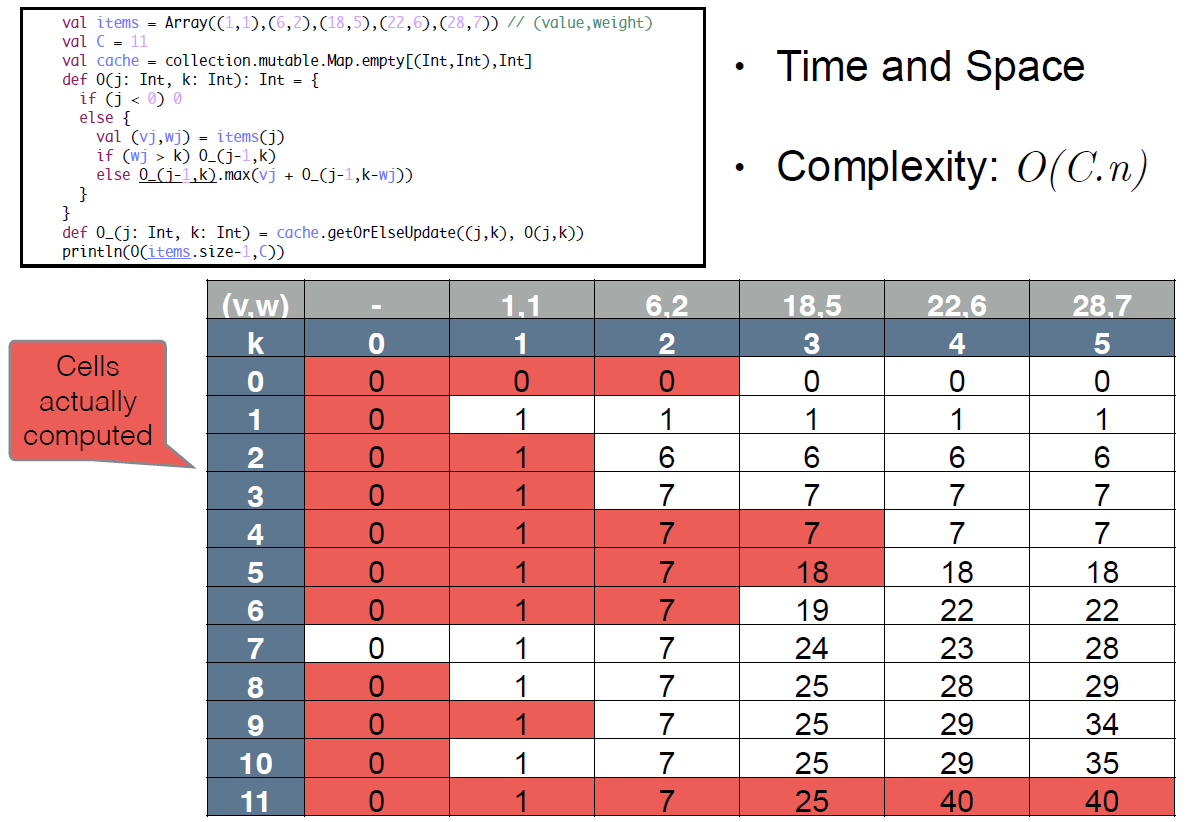 val items = Array((1,1),(6,2),(18,5),(22,6),(28,7)) // (value,weight)
val C = 11
val cache = collection.mutable.Map.empty[(Int,Int),Int]
def O(j: Int, k: Int): Int = {
if (j < 0) 0
else {
val (vj,wj) = items(j)
if (wj > k) O_(j-1,k)
else O_(j-1,k).max(vj + O_(j-1,k-wj))
}
}
def O_(j: Int, k: Int) = cache.getOrElseUpdate((j,k), O(j,k))
println(O(items.size-1,C))
• Time and Space
• Complexity: O(C.n)
Cells
actually
computed
(v,w) - 1,1 6,2 18,5 22,6 28,7
k 0 1 2 3 4 5
0 0 0 0 0 0 0
1 0 1 1 1 1 1
2 0 1 6 6 6 6
3 0 1 7 7 7 7
4 0 1 7 7 7 7
5 0 1 7 18 18 18
6 0 1 7 19 22 22
7 0 1 7 24 23 28
8 0 1 7 25 28 29
9 0 1 7 25 29 34
10 0 1 7 25 29 35
11 0 1 7 25 40 40